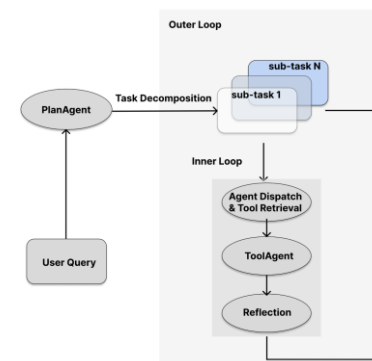 Outer Loop
sub-task N
sub-task 1
Task Decomposition
PlanAgent
Inner Loop
Agent Dispatch
& Tool Retrieval
ToolAgent
User Query
Reflection